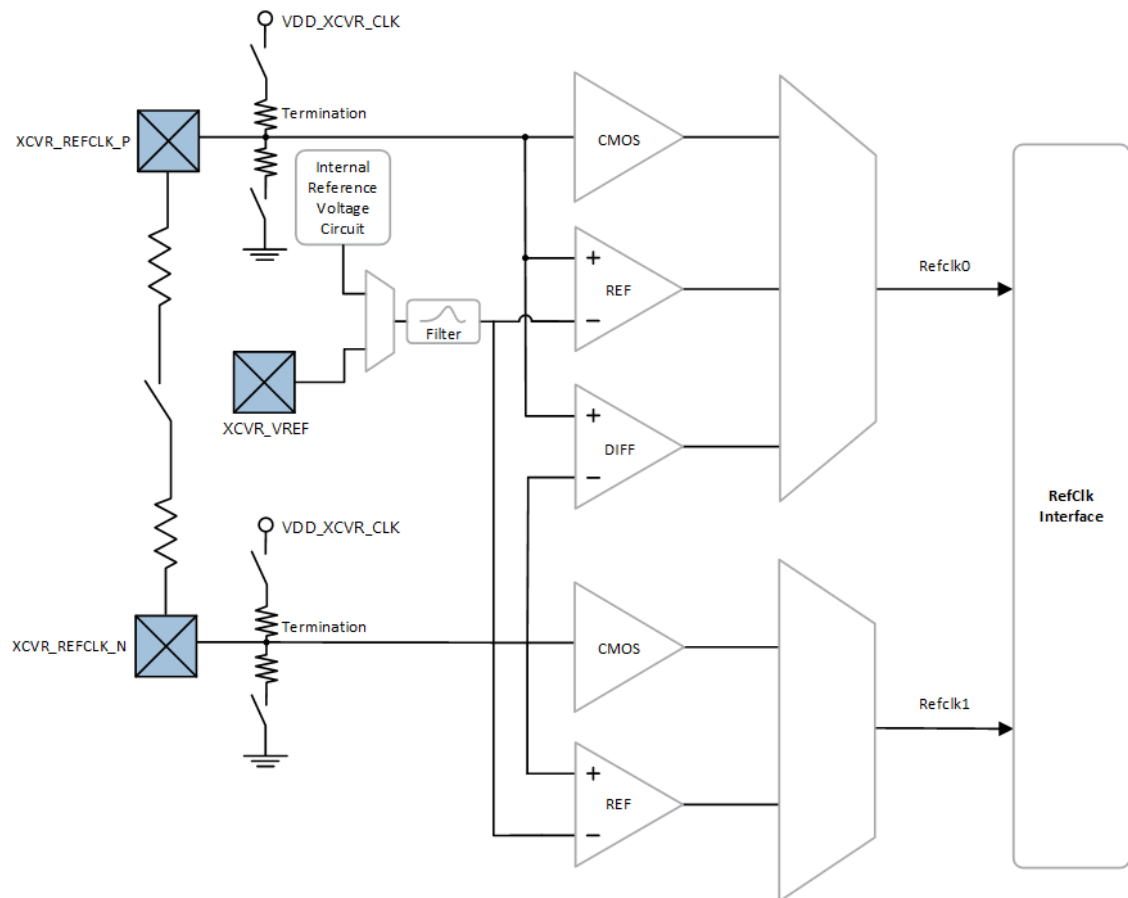 VDD_XCVR_CLK
Termination
XCVR_REFCLK_P
CMOS
Internal
Reference
Voltage
Circuit
+
REF
−
Refclk0
Filter
XCVR_VREF
+
DIFF
−
RefClk
Interface
VDD_XCVR_CLK
Termination
XCVR_REFCLK_N
CMOS
Refclk1
+
REF
−